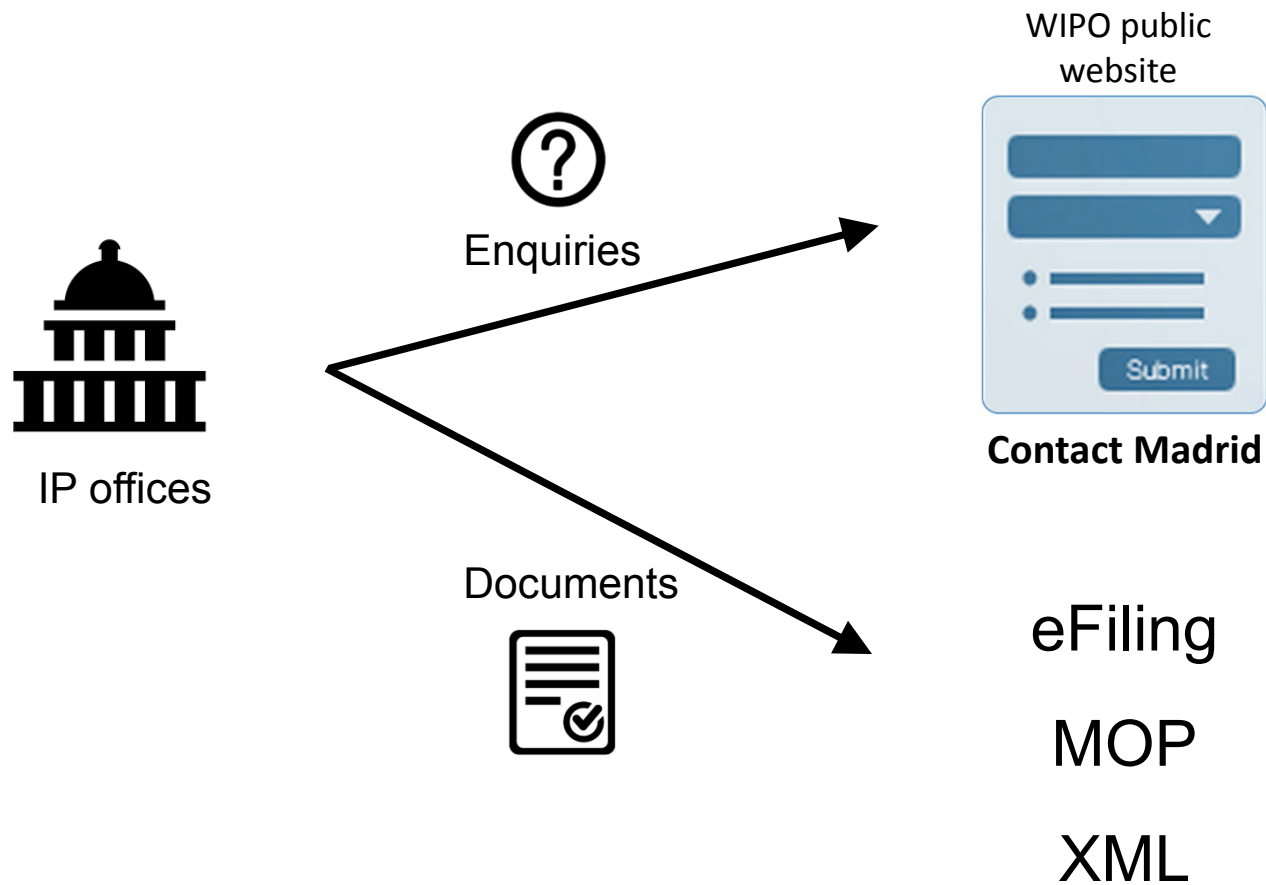 WIPO public
website
Enquiries
Submit
Contact Madrid
IP offices
Documents
eFiling
MOP
XML